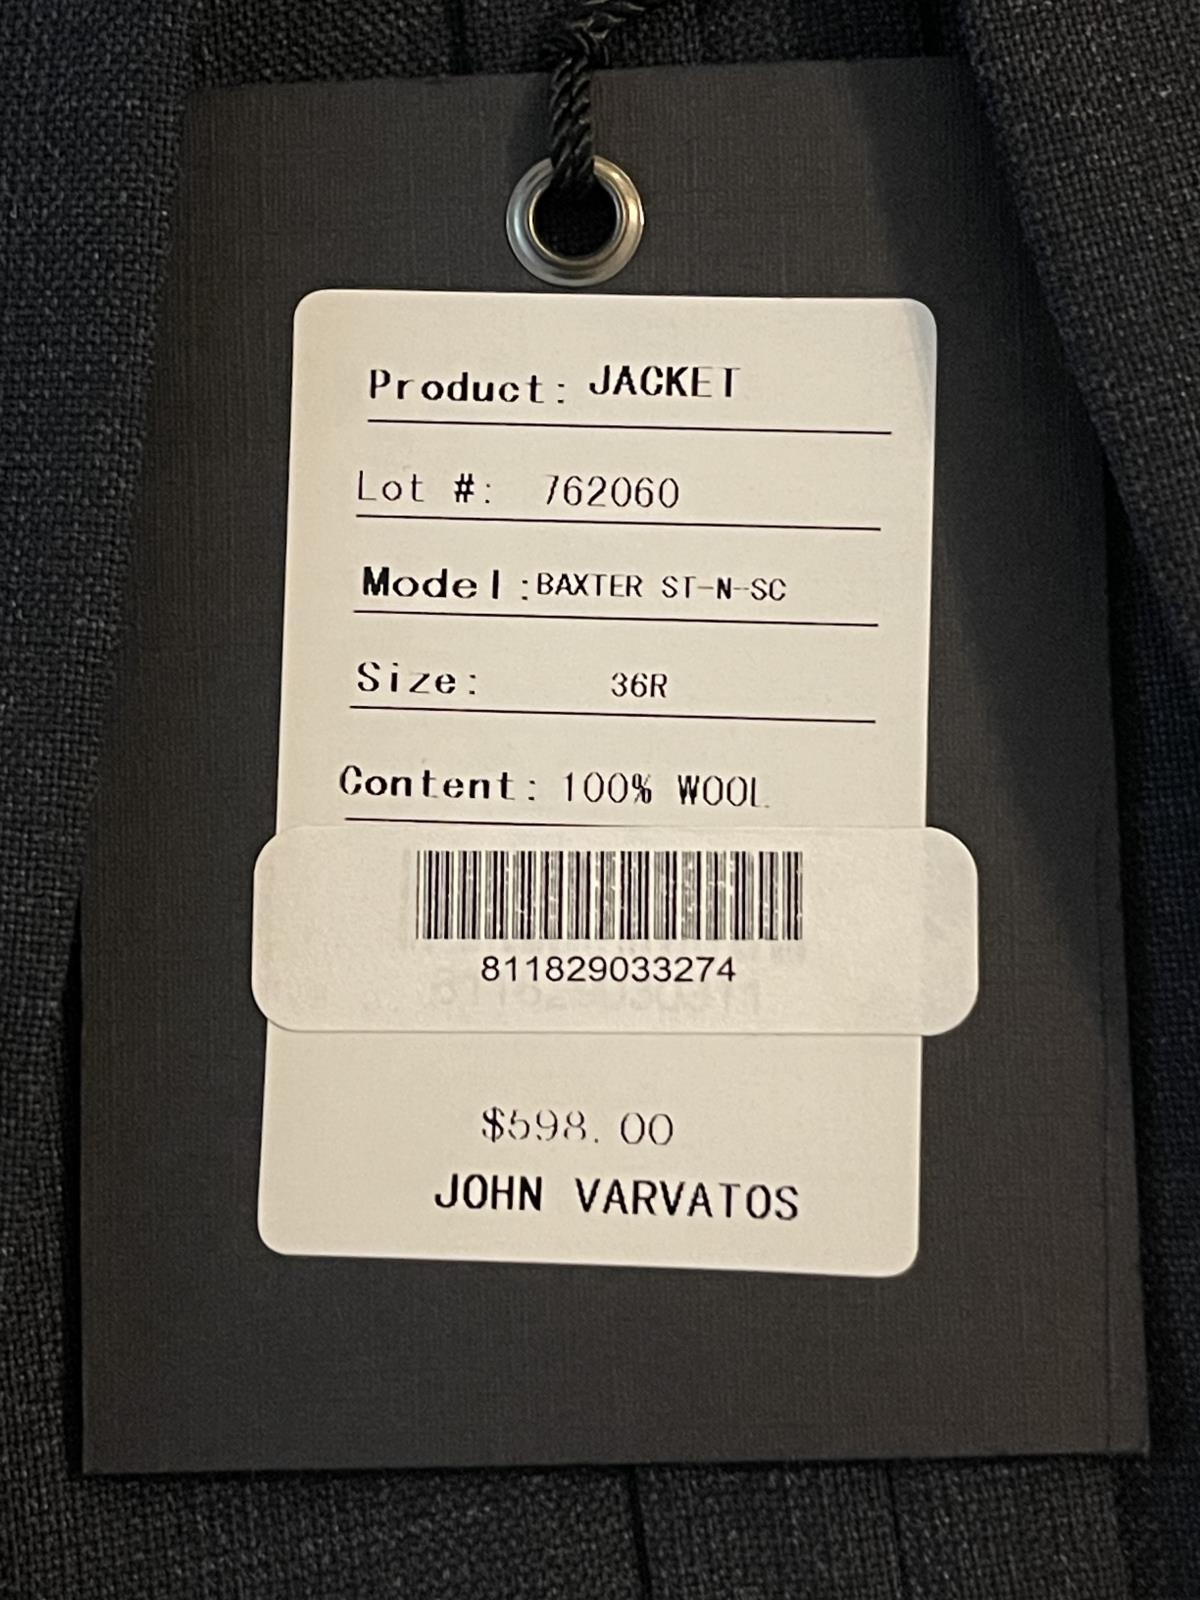 Product: JACKET
Lot #: 762060
Model: BAXTER ST-N-SC
Size: 36R
Content: 100% WOOL
811829033274
$598.00
JOHN VARVATOS